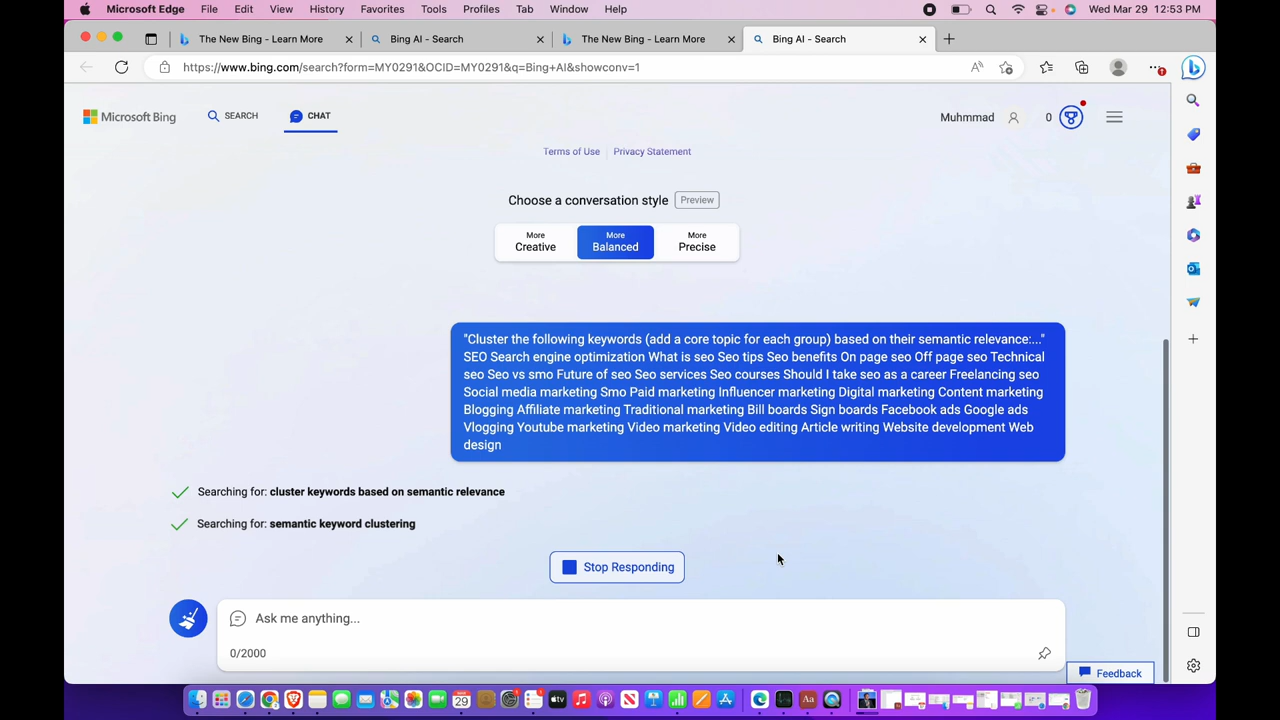 Microsoft Edge File Edit View History Favorites Tools Profiles Tab Window Help Wed Mar 29 12:53 PM
The New Bing - Learn More Bing AI - Search The New Bing - Learn More Bing AI - Search
https://www.bing.com/search?form=MY0291&OCID=MY0291&q=Bing+AI&showconv=1
Microsoft Bing SEARCH CHAT Muhmmad 0
Terms of Use Privacy Statement
Choose a conversation style Preview
More More More
Creative Balanced Precise
"Cluster the following keywords (add a core topic for each group) based on their semantic relevance:..."
SEO Search engine optimization What is seo Seo tips Seo benefits On page seo Off page seo Technical
seo Seo vs smo Future of seo Seo services Seo courses Should I take seo as a career Freelancing seo
Social media marketing Smo Paid marketing Influencer marketing Digital marketing Content marketing
Blogging Affiliate marketing Traditional marketing Bill boards Sign boards Facebook ads Google ads
Vlogging Youtube marketing Video marketing Video editing Article writing Website development Web
design
Searching for: cluster keywords based on semantic relevance
Searching for: semantic keyword clustering
Stop Responding
Ask me anything...
0/2000
Feedback